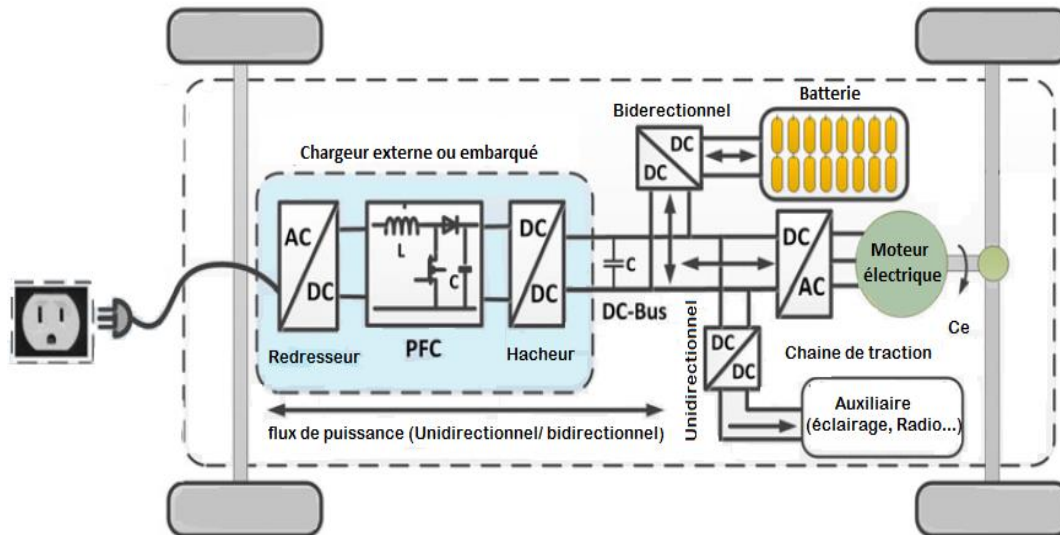 Batterie
Biderectionnel
DC
DC
Chargeur externe ou embarqué
AC
DC
L
C
DC
DC
C
DC
AC
Moteur
électrique
Redresseur
PFC
Hacheur
DC-Bus
Unidirectionnel
DC
DC
Ce
Chaine de traction
flux de puissance (Unidirectionnel/ bidirectionnel)
Auxiliaire
(éclairage, Radio...)